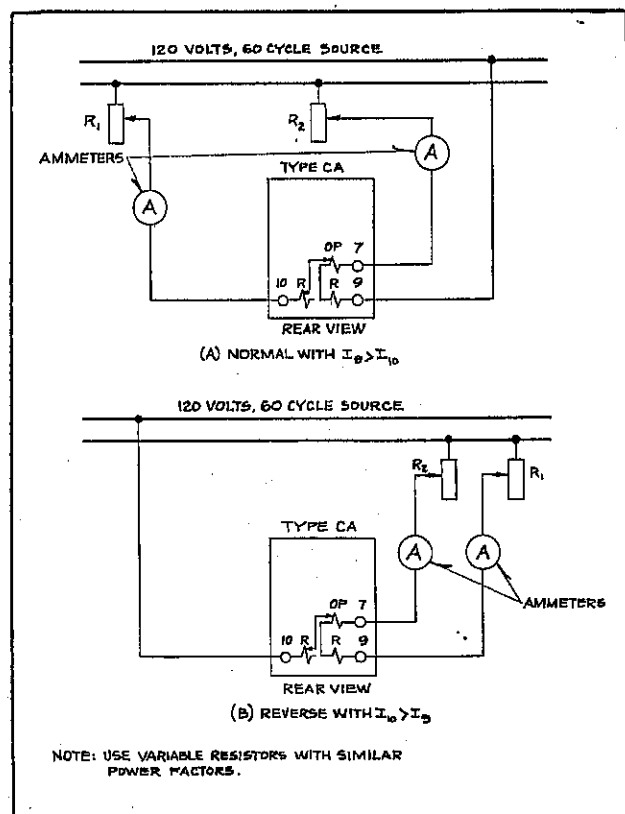 120 VOLTS, 60 CYCLE SOURCE
R1
R2
A
AMMETERS
TYPE CA
A
OP 7
10 R R 9
REAR VIEW
(A) NORMAL WITH I9>I10
120 VOLTS, 60 CYCLE SOURCE
R2
R1
TYPE CA
A
A
OP 7
AMMETERS
10 R R 9
REAR VIEW
(B) REVERSE WITH I10>I9
NOTE: USE VARIABLE RESISTORS WITH SIMILAR
POWER FACTORS.